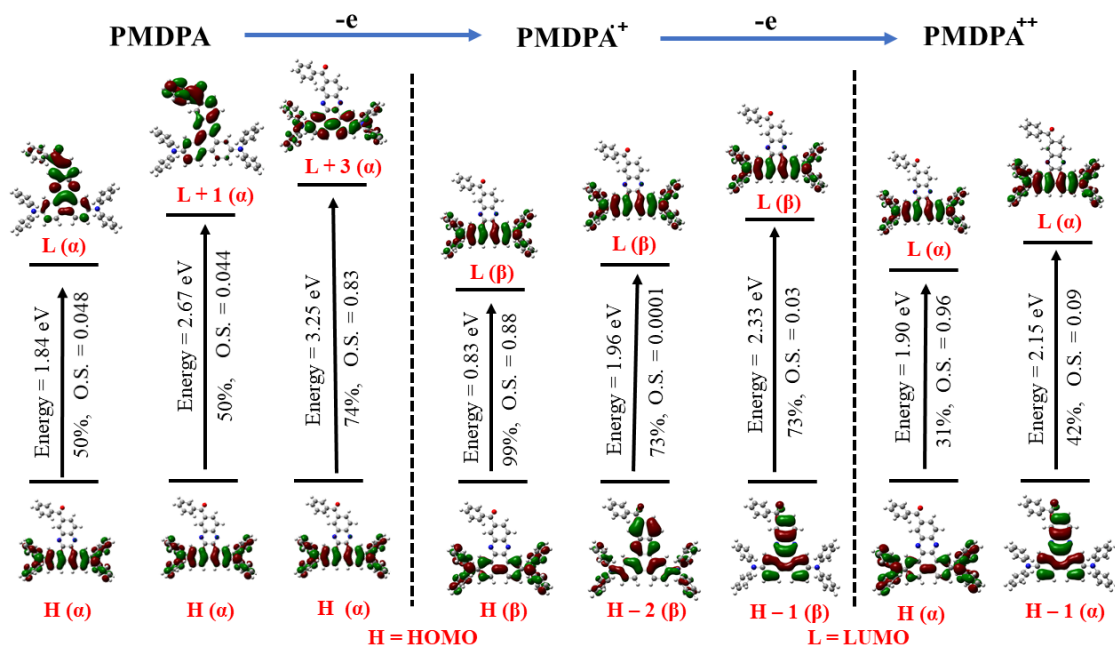 PMDPA
-e
PMDPA·+
-e
PMDPA++
L (α)
L + 1 (α)
L + 3 (α)
L (β)
L (β)
L (β)
L (α)
L (α)
Energy = 1.84 eV
50%, O.S. = 0.048
Energy = 2.67 eV
50%, O.S. = 0.044
Energy = 3.25 eV
74%, O.S. = 0.83
Energy = 0.83 eV
99%, O.S. = 0.88
Energy = 1.96 eV
73%, O.S. = 0.0001
Energy = 2.33 eV
73%, O.S. = 0.03
Energy = 1.90 eV
31%, O.S. = 0.96
Energy = 2.15 eV
42%, O.S. = 0.09
H (α)
H (α)
H (α)
H (β)
H – 2 (β)
H – 1 (β)
H (α)
H – 1 (α)
H = HOMO
L = LUMO